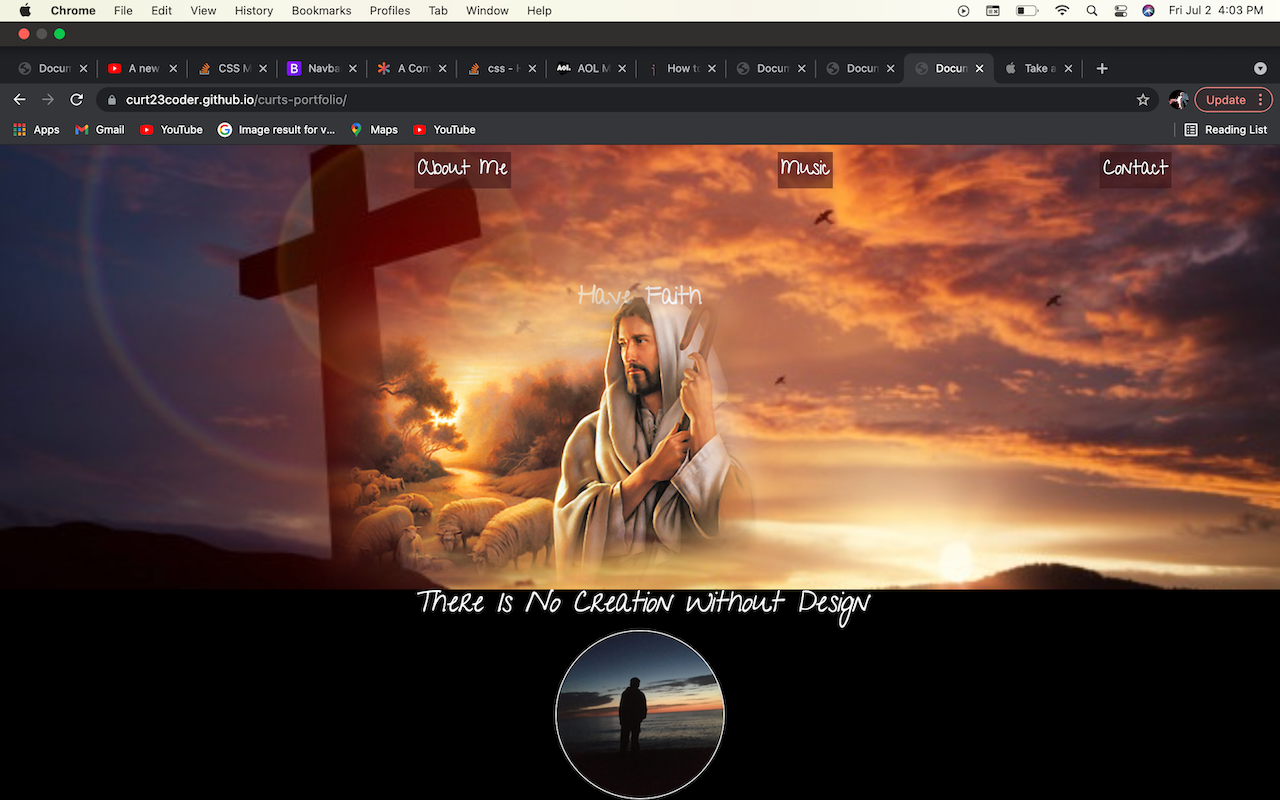 Chrome File Edit View History Bookmarks Profiles Tab Window Help Fri Jul 2 4:03 PM
Docum A new CSS M B Navba A Com css - H Aol. AOL M How to Docum Docum Docum Take a
curt23coder.github.io/curts-portfolio/ Update
Apps Gmail YouTube Image result for v... Maps YouTube Reading List
About Me Music Contact
Have Faith
There Is No Creation Without Design